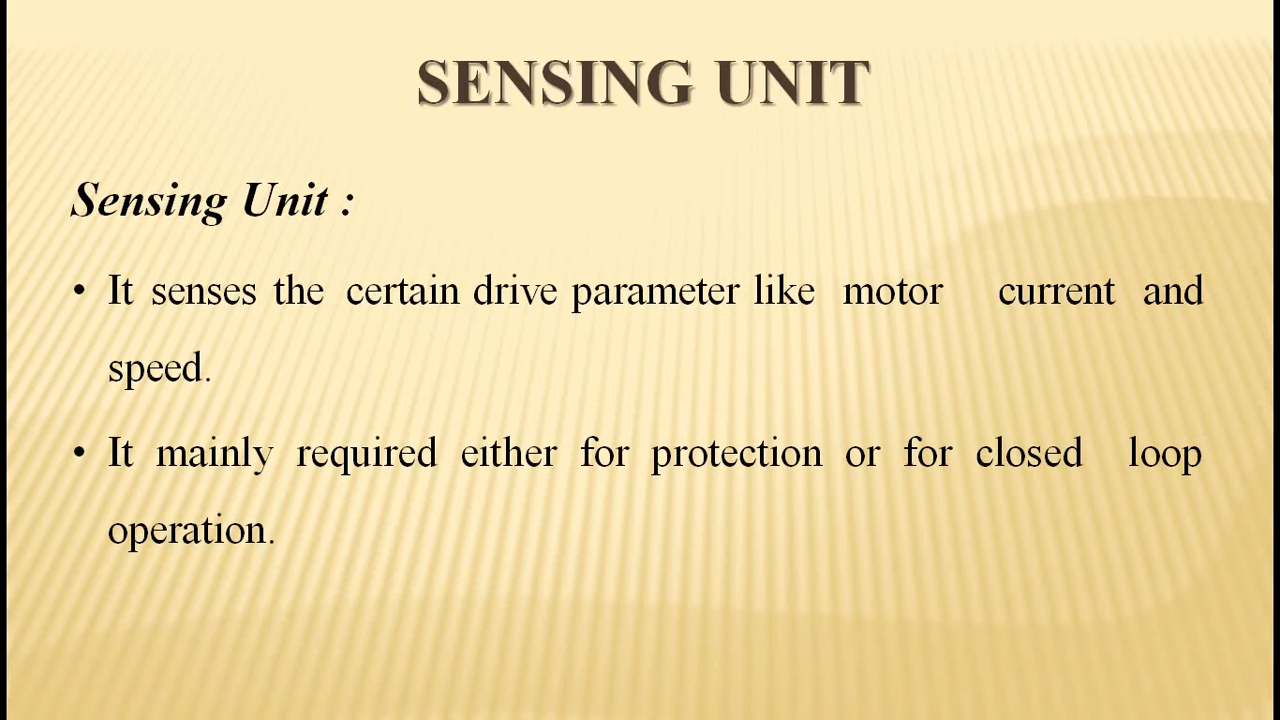 SENSING UNIT
Sensing Unit :
• It senses the certain drive parameter like motor current and
speed.
• It mainly required either for protection or for closed loop
operation.